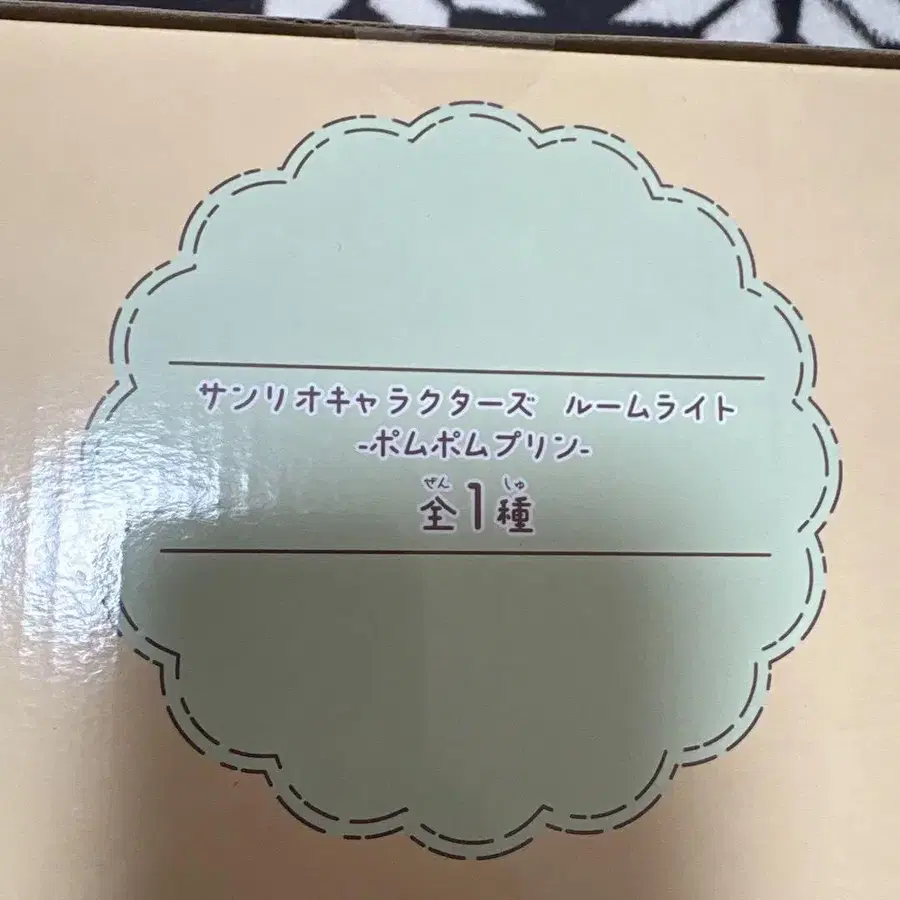 サンリオキャラクターズ ルームライト
-ポムポムプリン-
ぜん しゅ
全1種